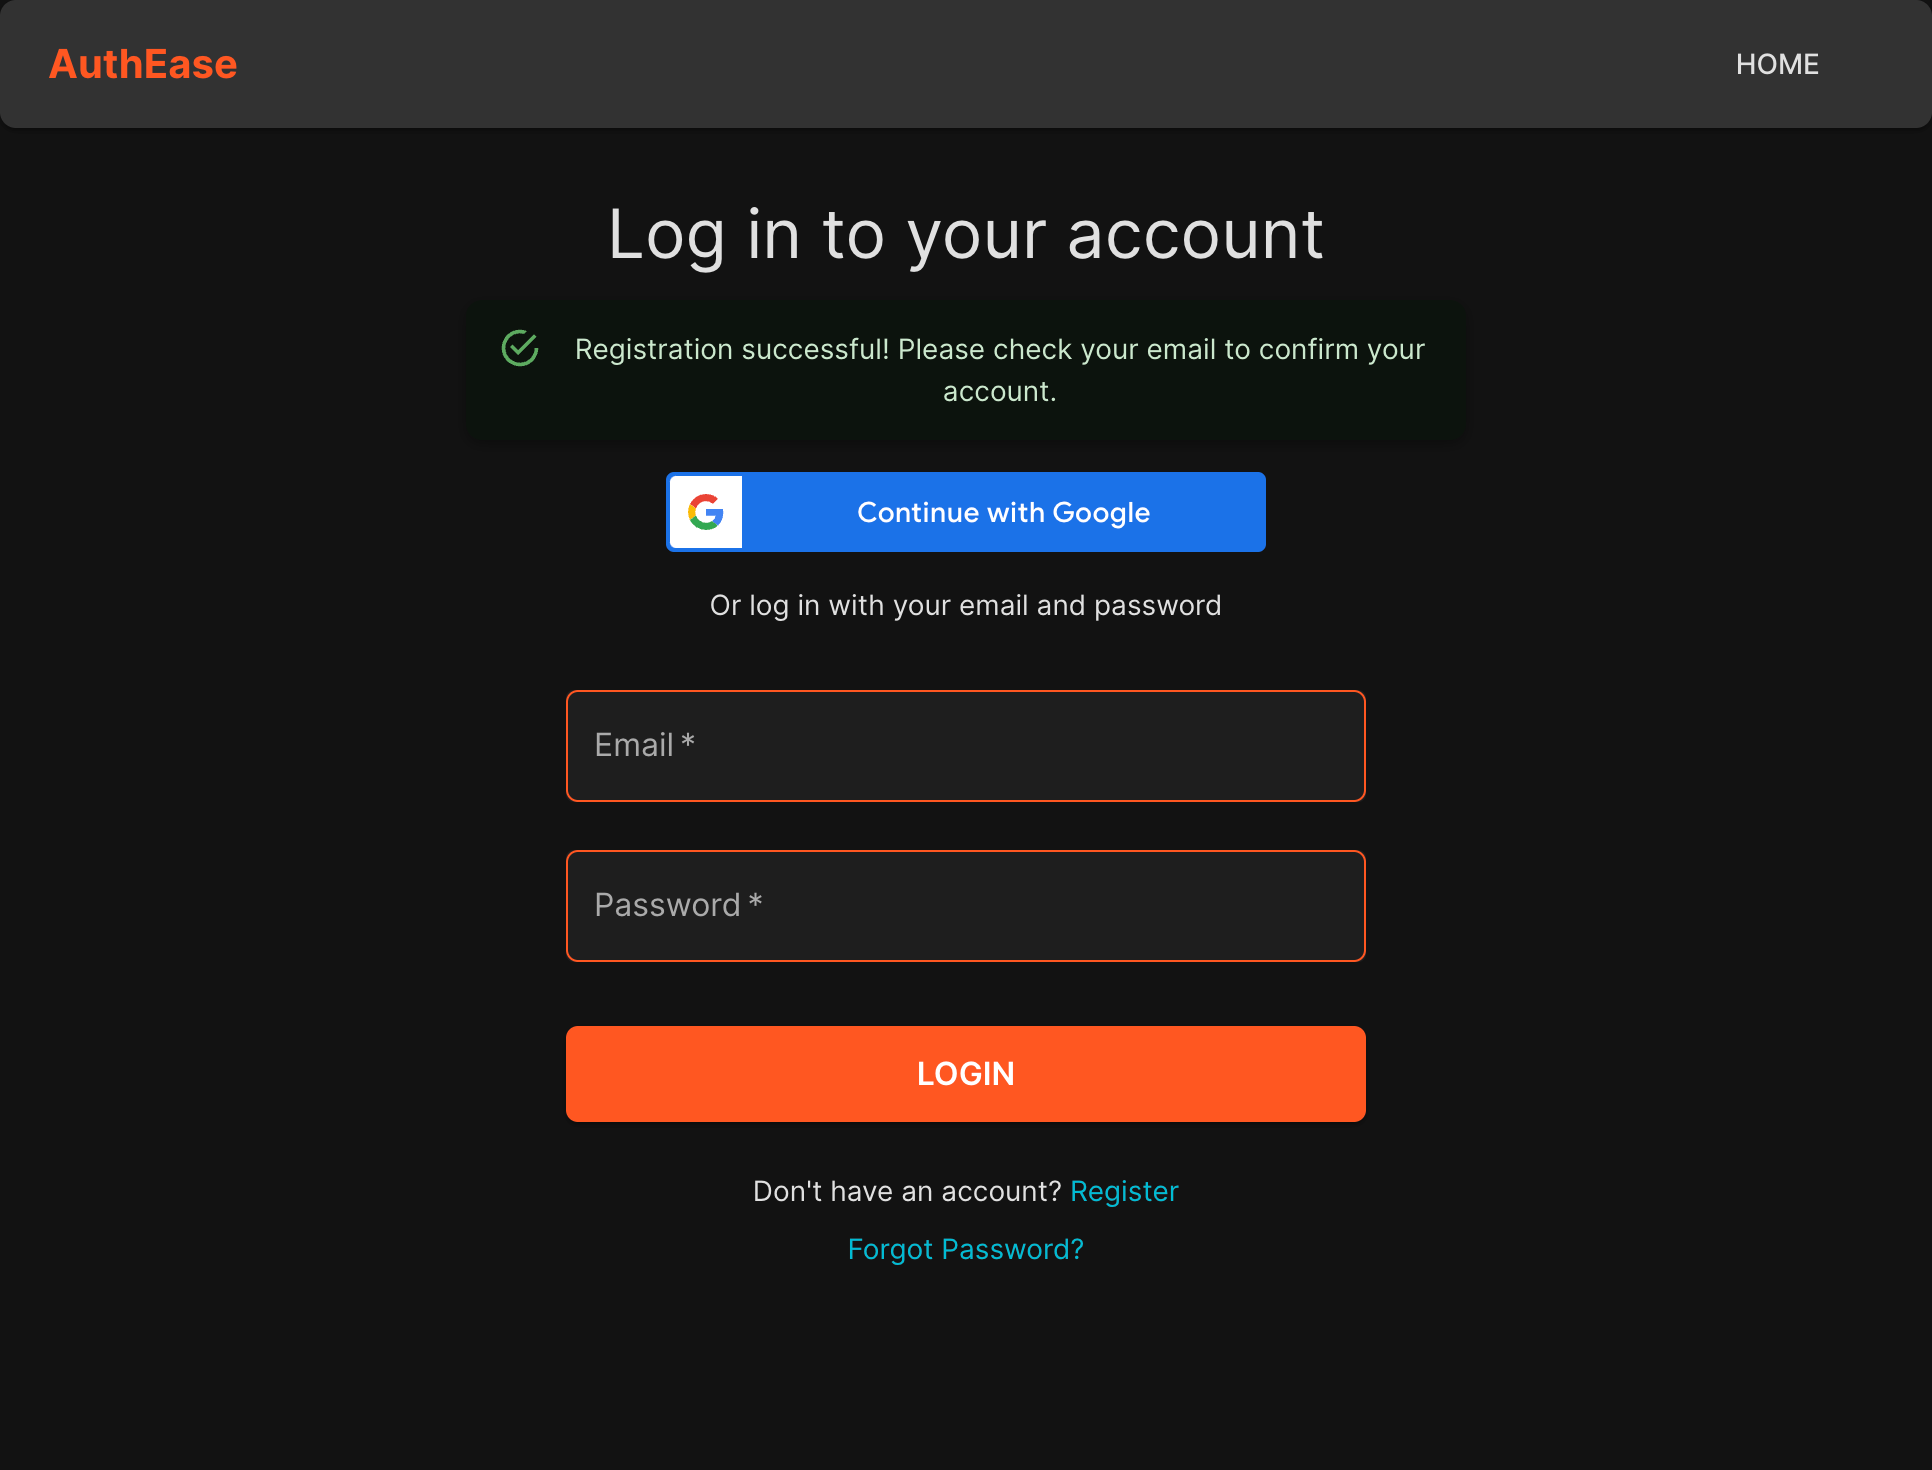 AuthEase
HOME
Log in to your account
Registration successful! Please check your email to confirm your
account.
Continue with Google
Or log in with your email and password
Email *
Password *
LOGIN
Don't have an account? Register
Forgot Password?